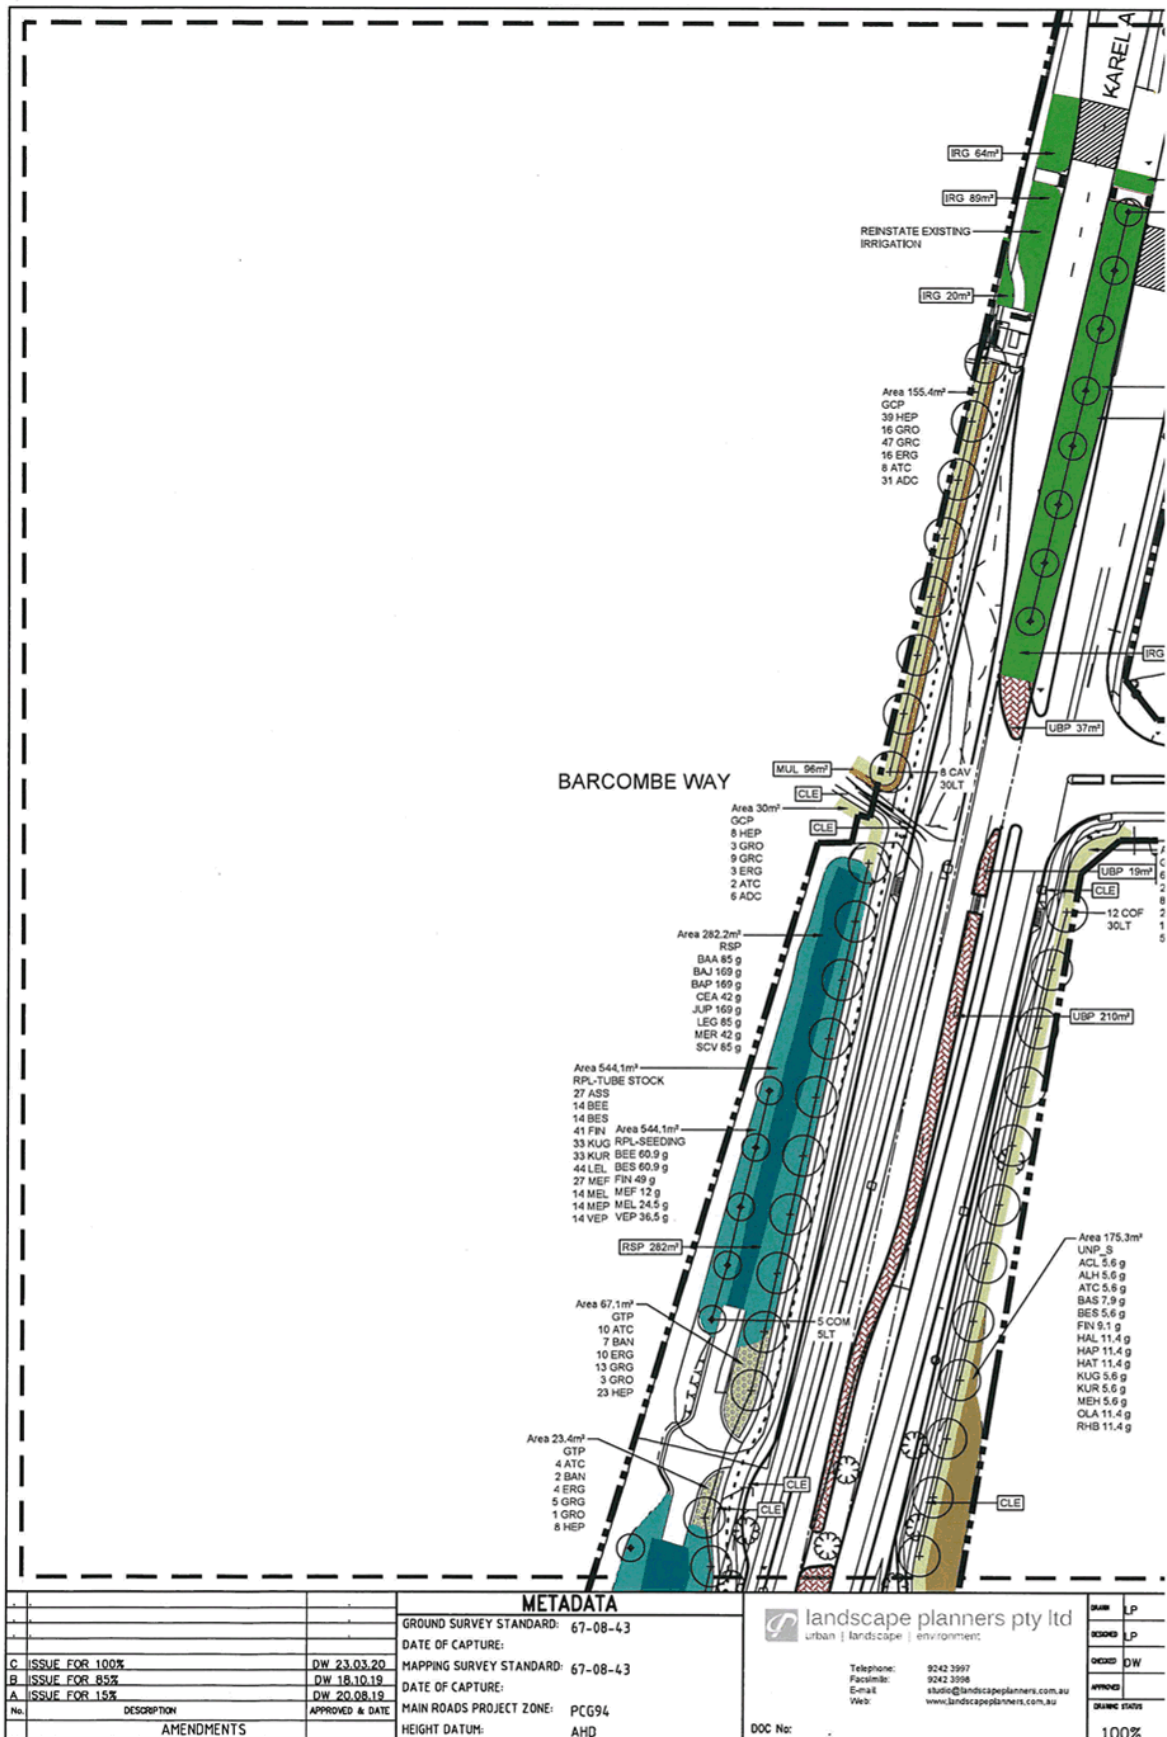 KAREL A
IRG 64m²
IRG 89m²
REINSTATE EXISTING
IRRIGATION
IRG 20m²
Area 155.4m²
GCP
39 HEP
16 GRO
47 GRC
16 ERG
8 ATC
31 ADC
IRG
UBP 37m²
BARCOMBE WAY
MUL 96m²
8 CAV
30LT
CLE
Area 30m²
GCP
8 HEP
3 GRO
9 GRC
3 ERG
2 ATC
6 ADC
CLE
UBP 19m²
CLE
12 COF
30LT
Area 282.2m²
RSP
BAA 85 g
BAJ 169 g
BAP 169 g
CEA 42 g
JUP 169 g
LEG 85 g
MER 42 g
SCV 85 g
UBP 210m²
Area 544.1m²
RPL-TUBE STOCK
27 ASS
14 BEE
14 BES
41 FIN
33 KUG
33 KUR
44 LEL
27 MEF
14 MEL
14 MEP
14 VEP
Area 544.1m²
RPL-SEEDING
BEE 60.9 g
BES 60.9 g
FIN 49 g
MEF 12 g
MEL 24.5 g
VEP 36.5 g
RSP 282m²
Area 175.3m²
UNP_S
ACL 5.6 g
ALH 5.6 g
ATC 5.6 g
BAS 7.9 g
BES 5.6 g
FIN 9.1 g
HAL 11.4 g
HAP 11.4 g
HAT 11.4 g
KUG 5.6 g
KUR 5.6 g
MEH 5.6 g
OLA 11.4 g
RHB 11.4 g
Area 67.1m²
GTP
10 ATC
7 BAN
10 ERG
13 GRG
3 GRO
23 HEP
5 COM
5LT
Area 23.4m²
GTP
4 ATC
2 BAN
4 ERG
5 GRG
1 GRO
8 HEP
CLE
CLE
CLE
C ISSUE FOR 100% DW 23.03.20
B ISSUE FOR 85% DW 18.10.19
A ISSUE FOR 15% DW 20.08.19
No. DESCRIPTION APPROVED & DATE
AMENDMENTS
METADATA
GROUND SURVEY STANDARD: 67-08-43
DATE OF CAPTURE:
MAPPING SURVEY STANDARD: 67-08-43
DATE OF CAPTURE:
MAIN ROADS PROJECT ZONE: PCG94
HEIGHT DATUM: AHD
landscape planners pty ltd
urban | landscape | environment
Telephone: 9242 3997
Facsimile: 9242 3998
E-mail: studio@landscapeplanners.com.au
Web: www.landscapeplanners.com.au
DOC No:
DRAWN LP
DESIGNED LP
CHECKED DW
APPROVED
DRAWING STATUS
100%